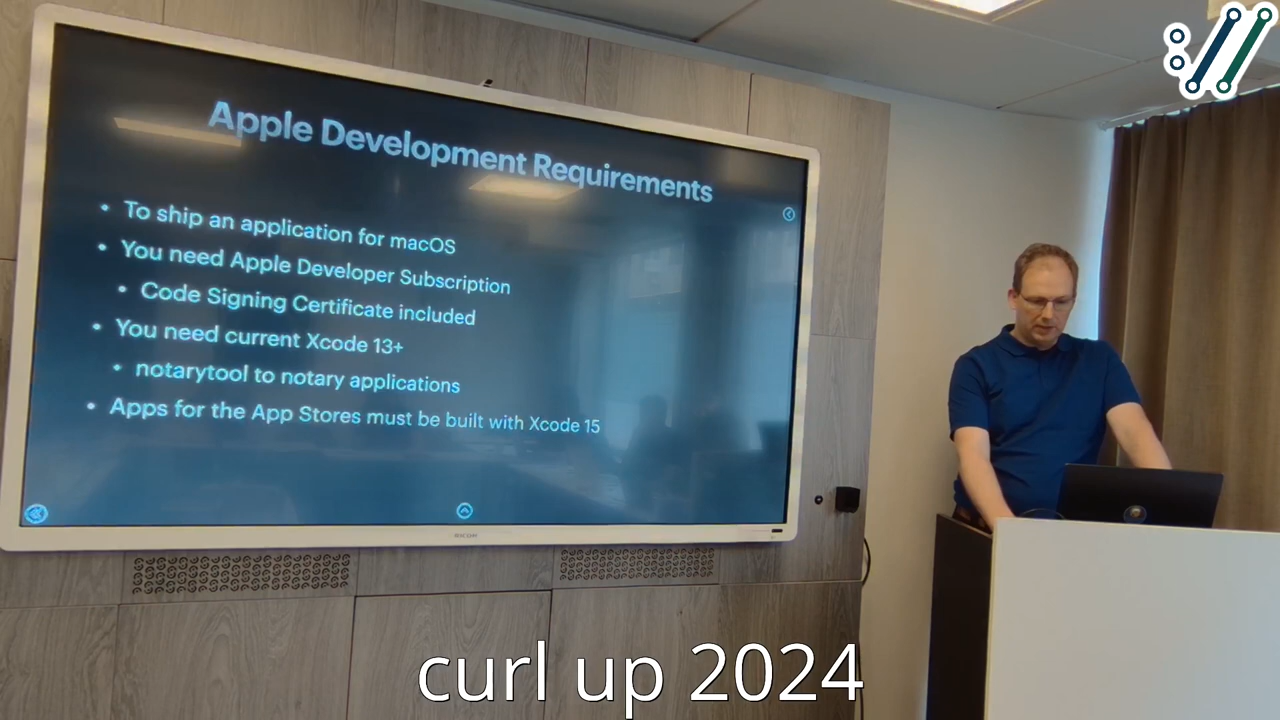 Apple Development Requirements
• To ship an application for macOS
• You need Apple Developer Subscription
• Code Signing Certificate included
• You need current Xcode 13+
• notarytool to notary applications
• Apps for the App Stores must be built with Xcode 15
RICOH
curl up 2024